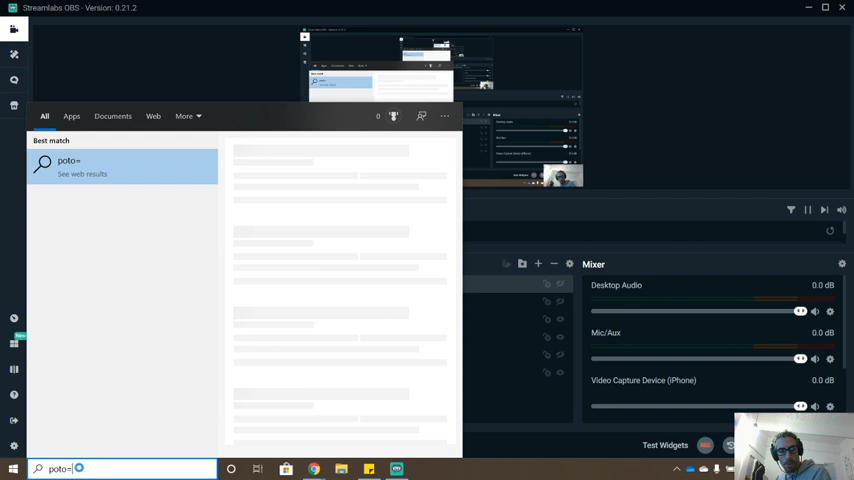 Streamlabs OBS - Version: 0.21.2
All Apps Documents Web More 0
Best match
poto=
See web results
Mixer
Desktop Audio 0.0 dB
Mic/Aux 0.0 dB
Video Capture Device (iPhone) 0.0 dB
New
Test Widgets REC
poto=